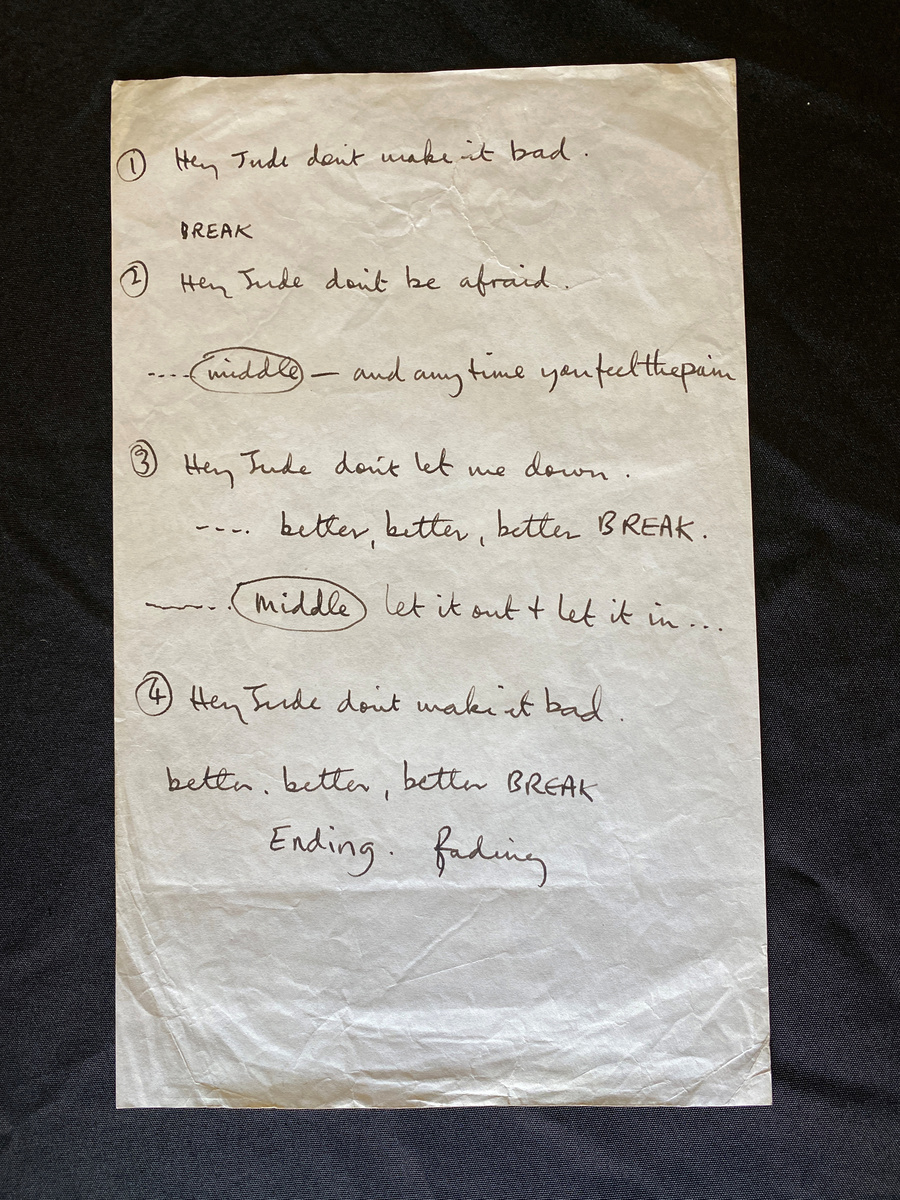 ① Hey Jude don't make it bad.
BREAK
② Hey Jude don't be afraid.
---- middle — and anytime you feel the pain
③ Hey Jude don't let me down.
---- better, better, better BREAK.
------.. middle let it out + let it in...
④ Hey Jude don't make it bad.
better. better, better BREAK
Ending. fading